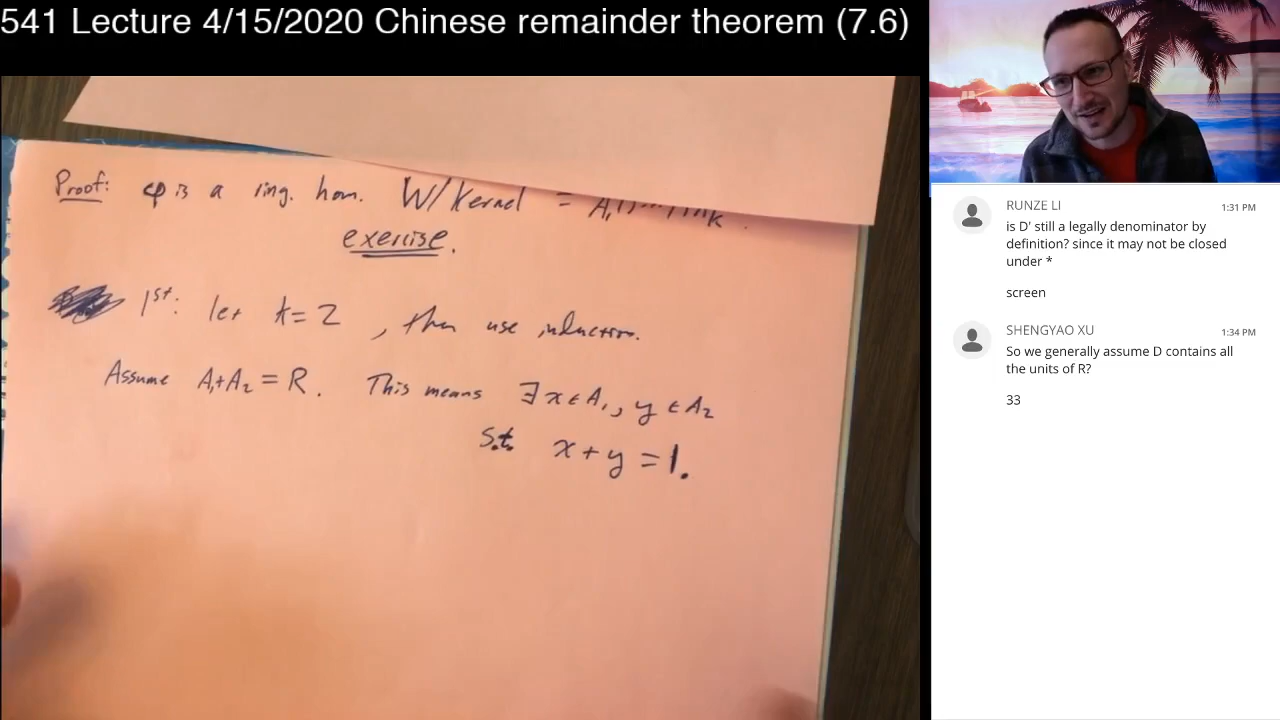 541 Lecture 4/15/2020 Chinese remainder theorem (7.6)
Proof: φ is a ring. hom. W/ Kernel = A₁
exercise.
1st: let k=2, then use induction.
Assume A₁+A₂ = R. This means ∃ x ∈ A₁, y ∈ A₂
s.t. x + y = 1.
RUNZE LI 1:31 PM
is D' still a legally denominator by
definition? since it may not be closed
under *
screen
SHENGYAO XU 1:34 PM
So we generally assume D contains all
the units of R?
33